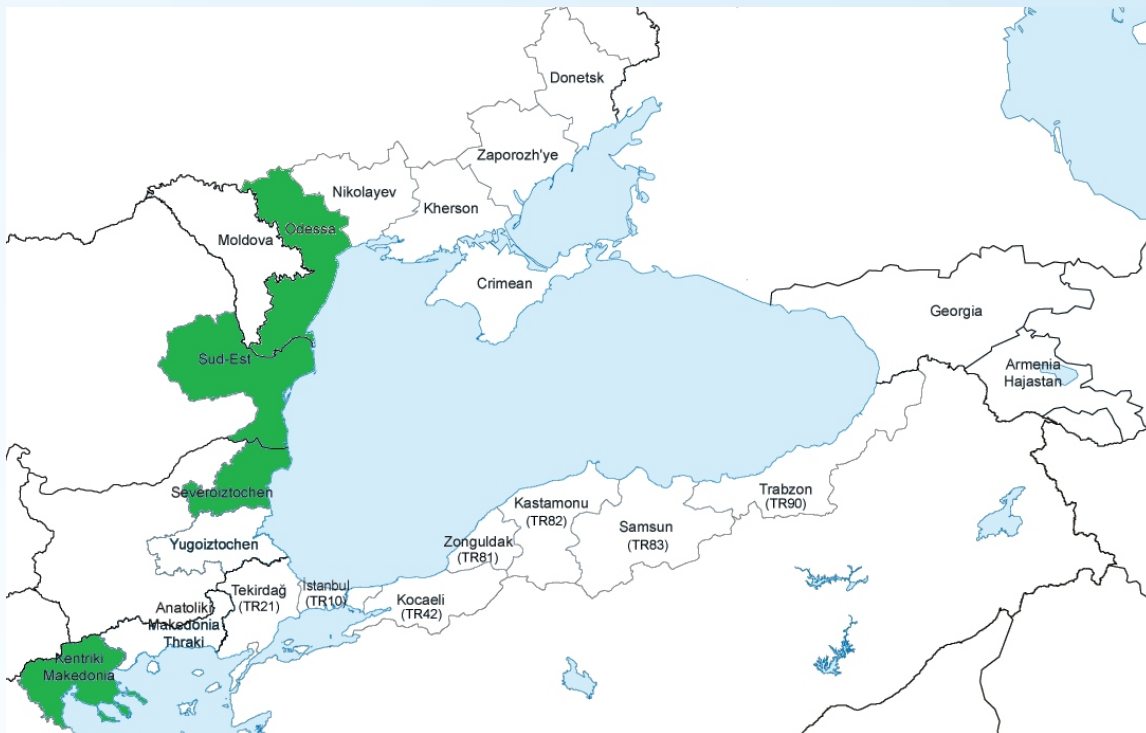 Donetsk
Zaporozh'ye
Nikolayev
Kherson
Odessa
Moldova
Crimean
Georgia
Sud-Est
Armenia
Hajastan
Severoiztochen
Trabzon
(TR90)
Kastamonu
(TR82)
Samsun
(TR83)
Zonguldak
(TR81)
Yugoiztochen
Tekirdağ
(TR21)
İstanbul
(TR10)
Kocaeli
(TR42)
Anatoliki
Makedonia
Thraki
Kentriki
Makedonia